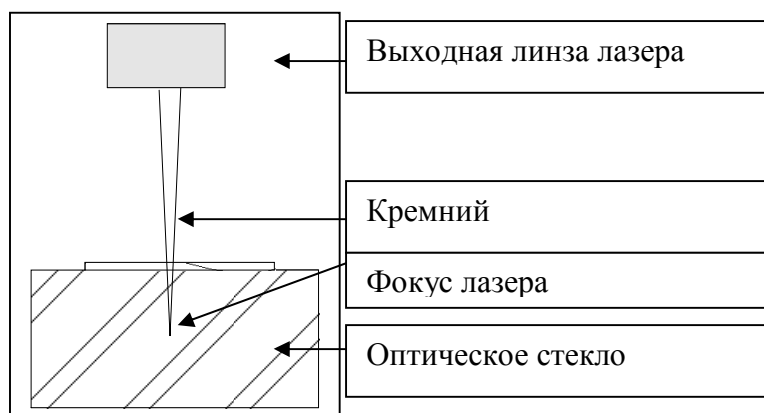 Выходная линза лазера
Кремний
Фокус лазера
Оптическое стекло